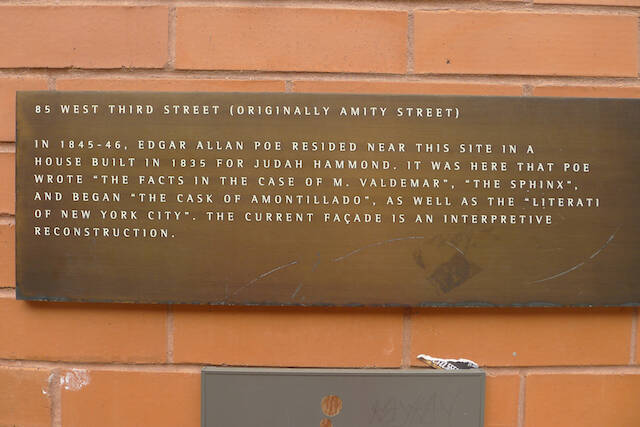 85 WEST THIRD STREET (ORIGINALLY AMITY STREET)
IN 1845-46, EDGAR ALLAN POE RESIDED NEAR THIS SITE IN A
HOUSE BUILT IN 1835 FOR JUDAH HAMMOND. IT WAS HERE THAT POE
WROTE "THE FACTS IN THE CASE OF M. VALDEMAR", "THE SPHINX",
AND BEGAN "THE CASK OF AMONTILLADO", AS WELL AS THE "LITERATI
OF NEW YORK CITY". THE CURRENT FAÇADE IS AN INTERPRETIVE
RECONSTRUCTION.